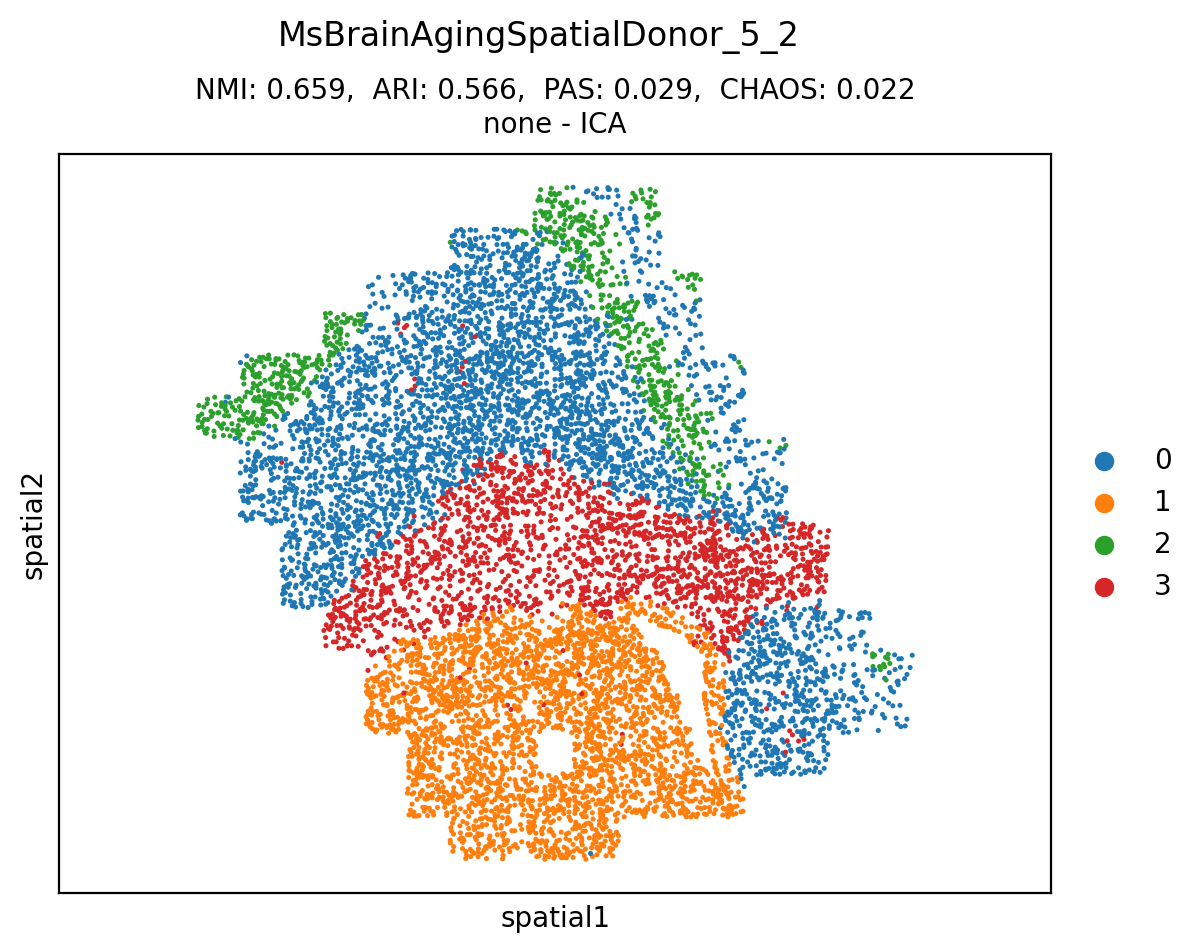 MsBrainAgingSpatialDonor_5_2
NMI: 0.659,  ARI: 0.566,  PAS: 0.029,  CHAOS: 0.022
none - ICA
spatial2
0
1
2
3
spatial1